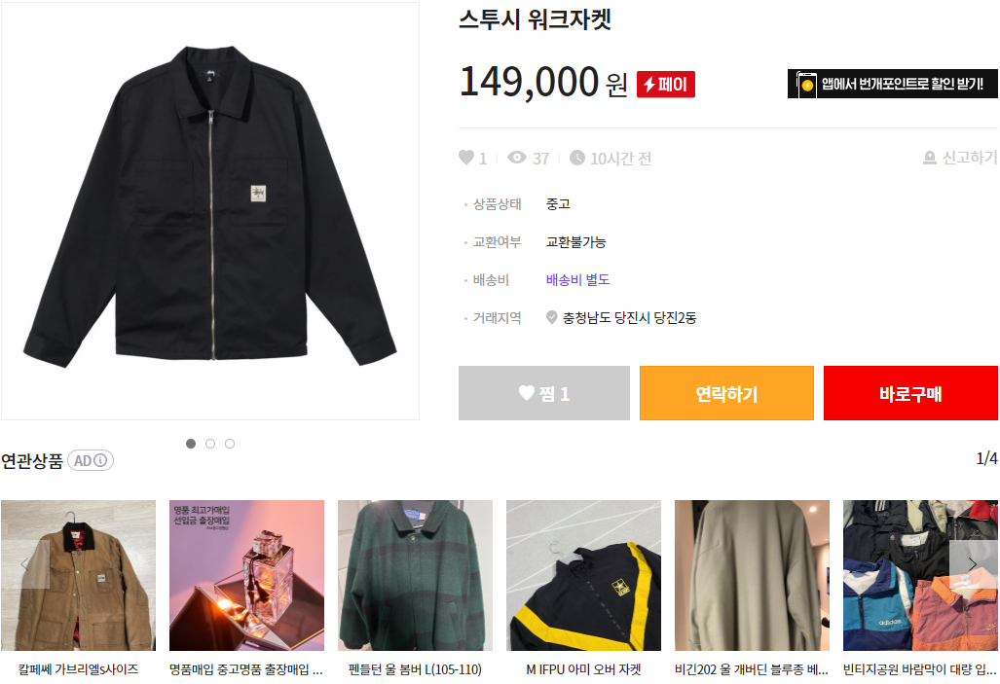 스투시 워크자켓
149,000 원 페이
앱에서 번개포인트로 할인 받기!
1 37 10시간 전 신고하기
· 상품상태 중고
· 교환여부 교환불가능
· 배송비 배송비 별도
· 거래지역 충청남도 당진시 당진2동
찜 1 연락하기 바로구매
연관상품 AD 1/4
명품 최고가매입
선입금 출장매입
adidas
칼페쎄 가브리엘s사이즈
명품매입 중고명품 출장매입 ...
펜들턴 울 봄버 L(105-110)
M IFPU 아미 오버 자켓
비긴202 울 개버딘 블루종 베...
빈티지공원 바람막이 대량 입...